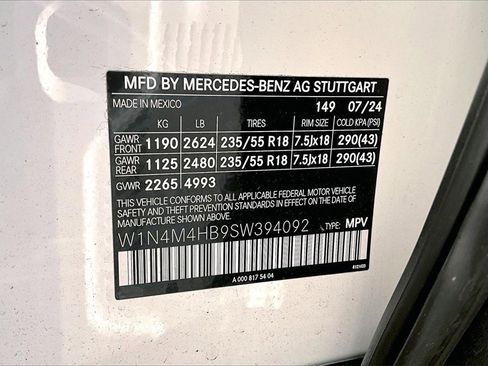 MFD BY MERCEDES-BENZ AG STUTTGART
MADE IN MEXICO 149 07/24
KG LB TIRES RIM SIZE COLD KPA (PSI)
GAWR FRONT 1190 2624 235/55 R18 7.5Jx18 290(43)
GAWR REAR 1125 2480 235/55 R18 7.5Jx18 290(43)
GVWR 2265 4993
THIS VEHICLE CONFORMS TO ALL APPLICABLE FEDERAL MOTOR VEHICLE
SAFETY AND THEFT PREVENTION STANDARDS IN EFFECT ON THE DATE
OF MANUFACTURE SHOWN ABOVE.
W1N4M4HB9SW394092 TYPE: MPV
A 000 817 54 04